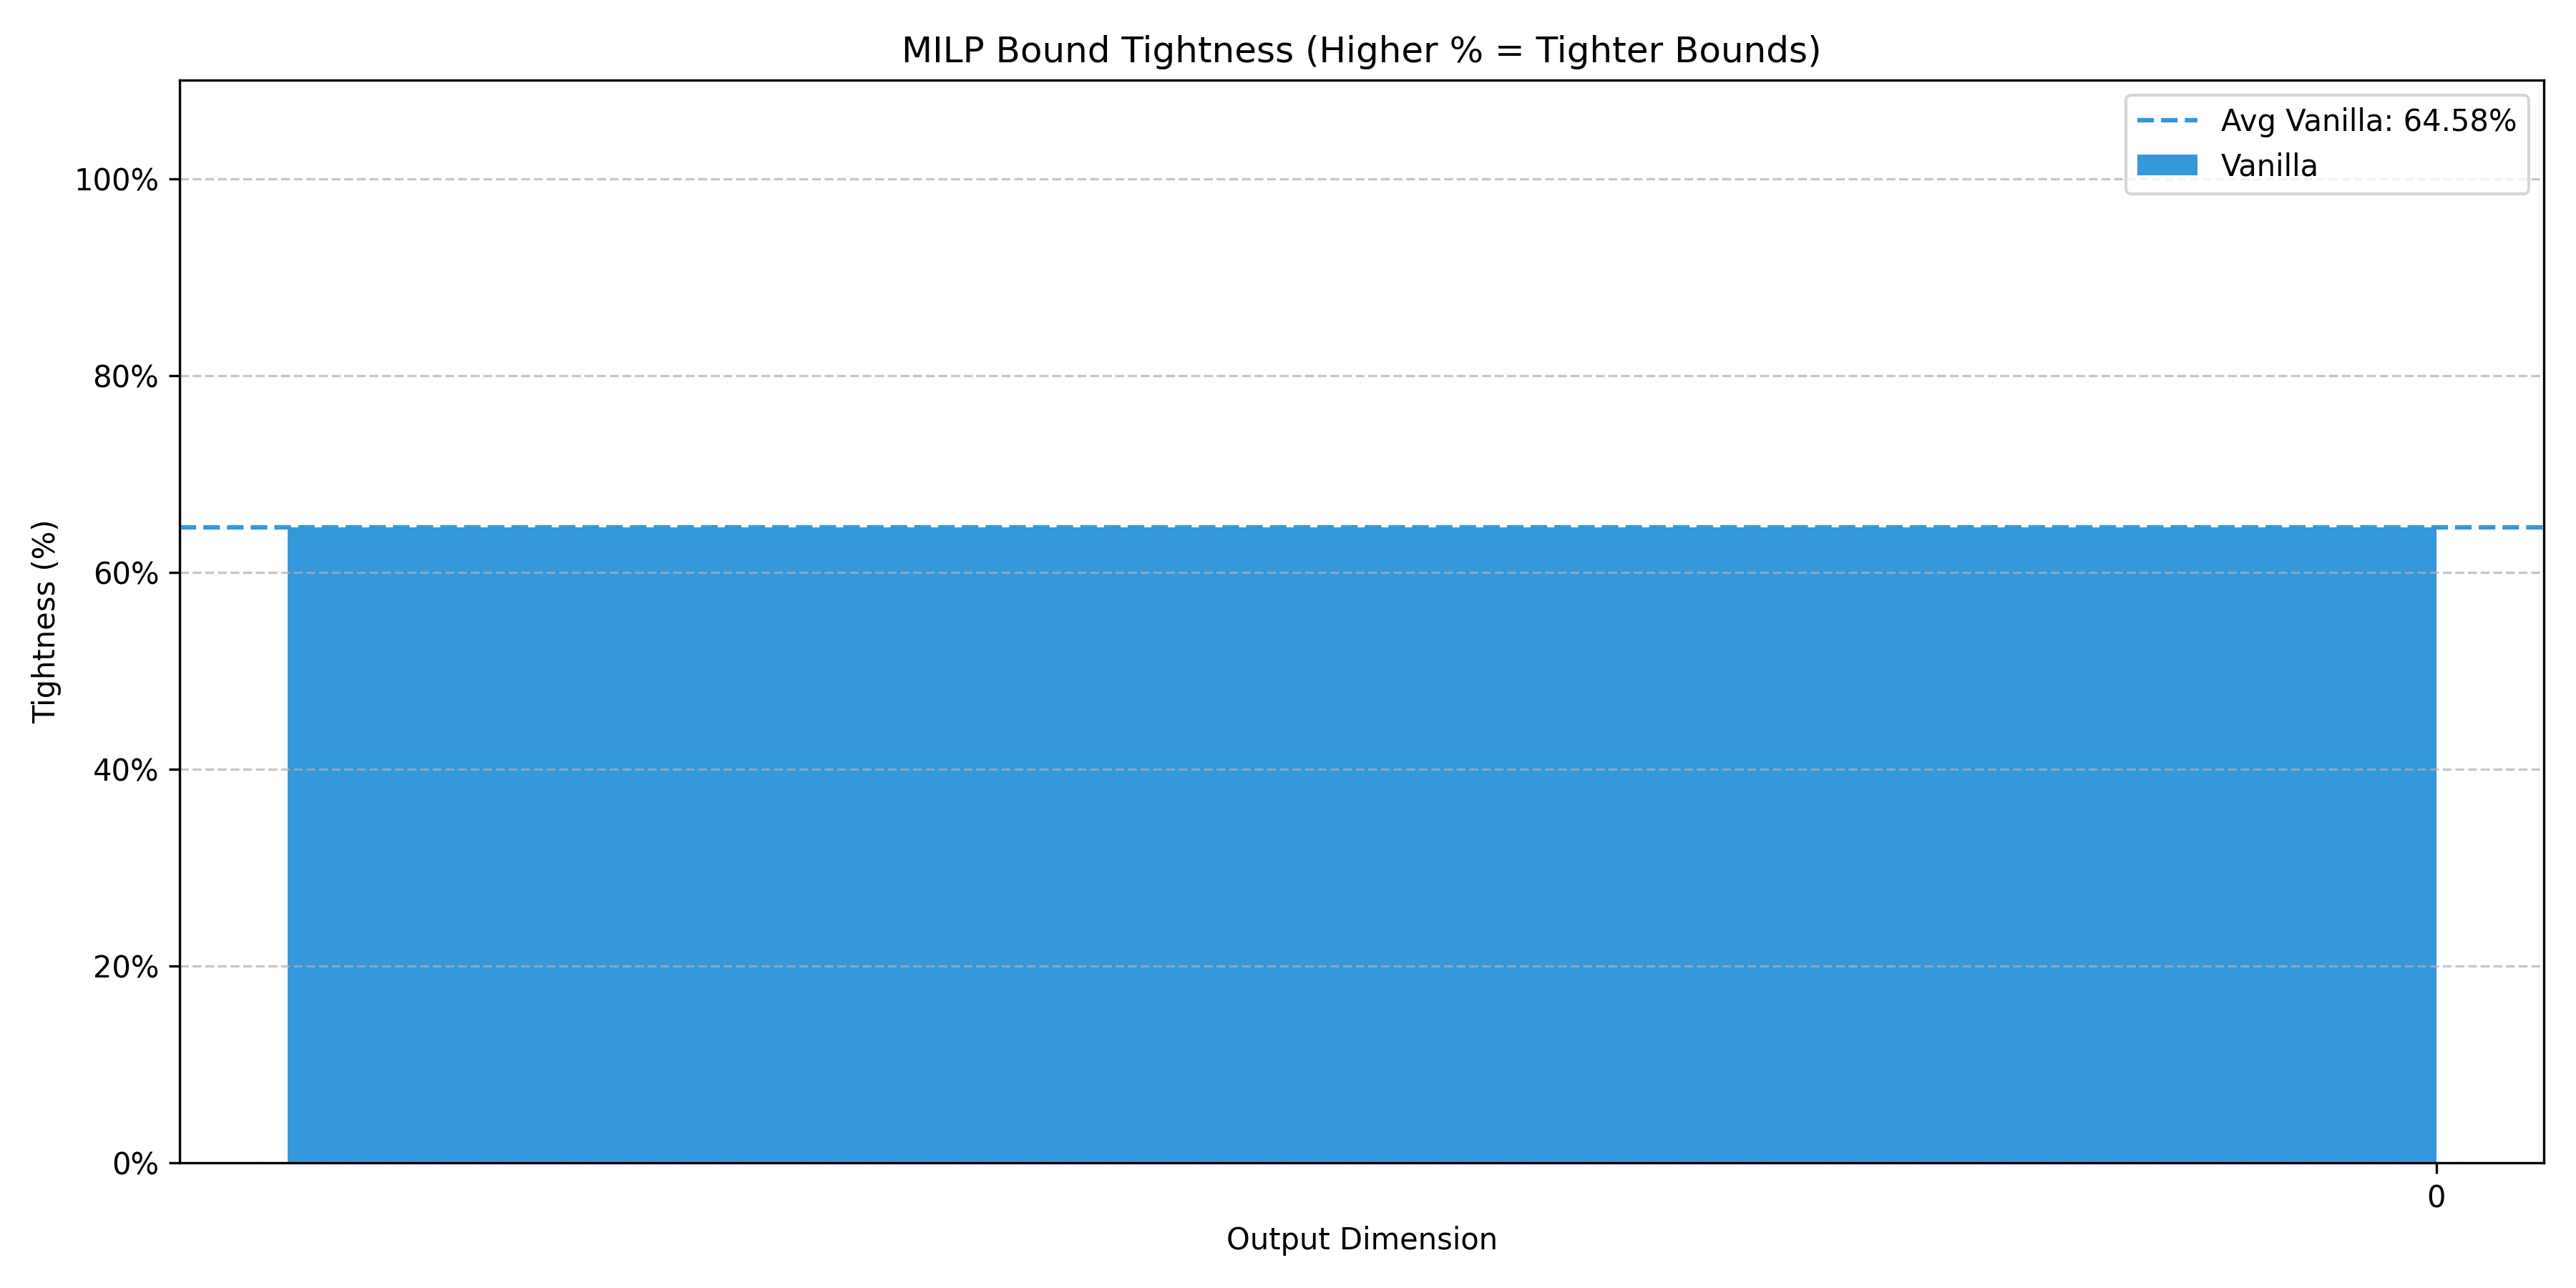 MILP Bound Tightness (Higher % = Tighter Bounds)
Avg Vanilla: 64.58%
Vanilla
100%
80%
60%
40%
20%
0%
Tightness (%)
0
Output Dimension